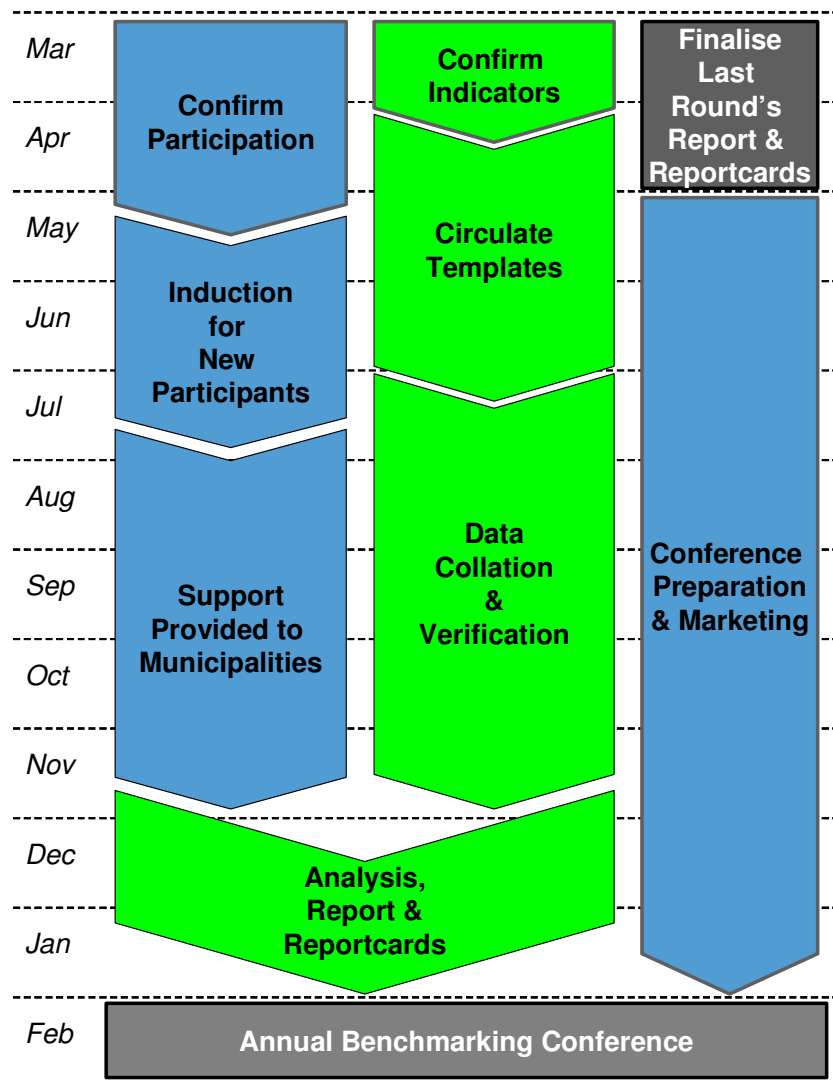 Mar
Apr
May
Jun
Jul
Aug
Sep
Oct
Nov
Dec
Jan
Feb
Confirm
Participation
Induction
for
New
Participants
Support
Provided to
Municipalities
Confirm
Indicators
Circulate
Templates
Data
Collation
&
Verification
Analysis,
Report &
Reportcards
Finalise
Last
Round's
Report &
Reportcards
Conference
Preparation
& Marketing
Annual Benchmarking Conference